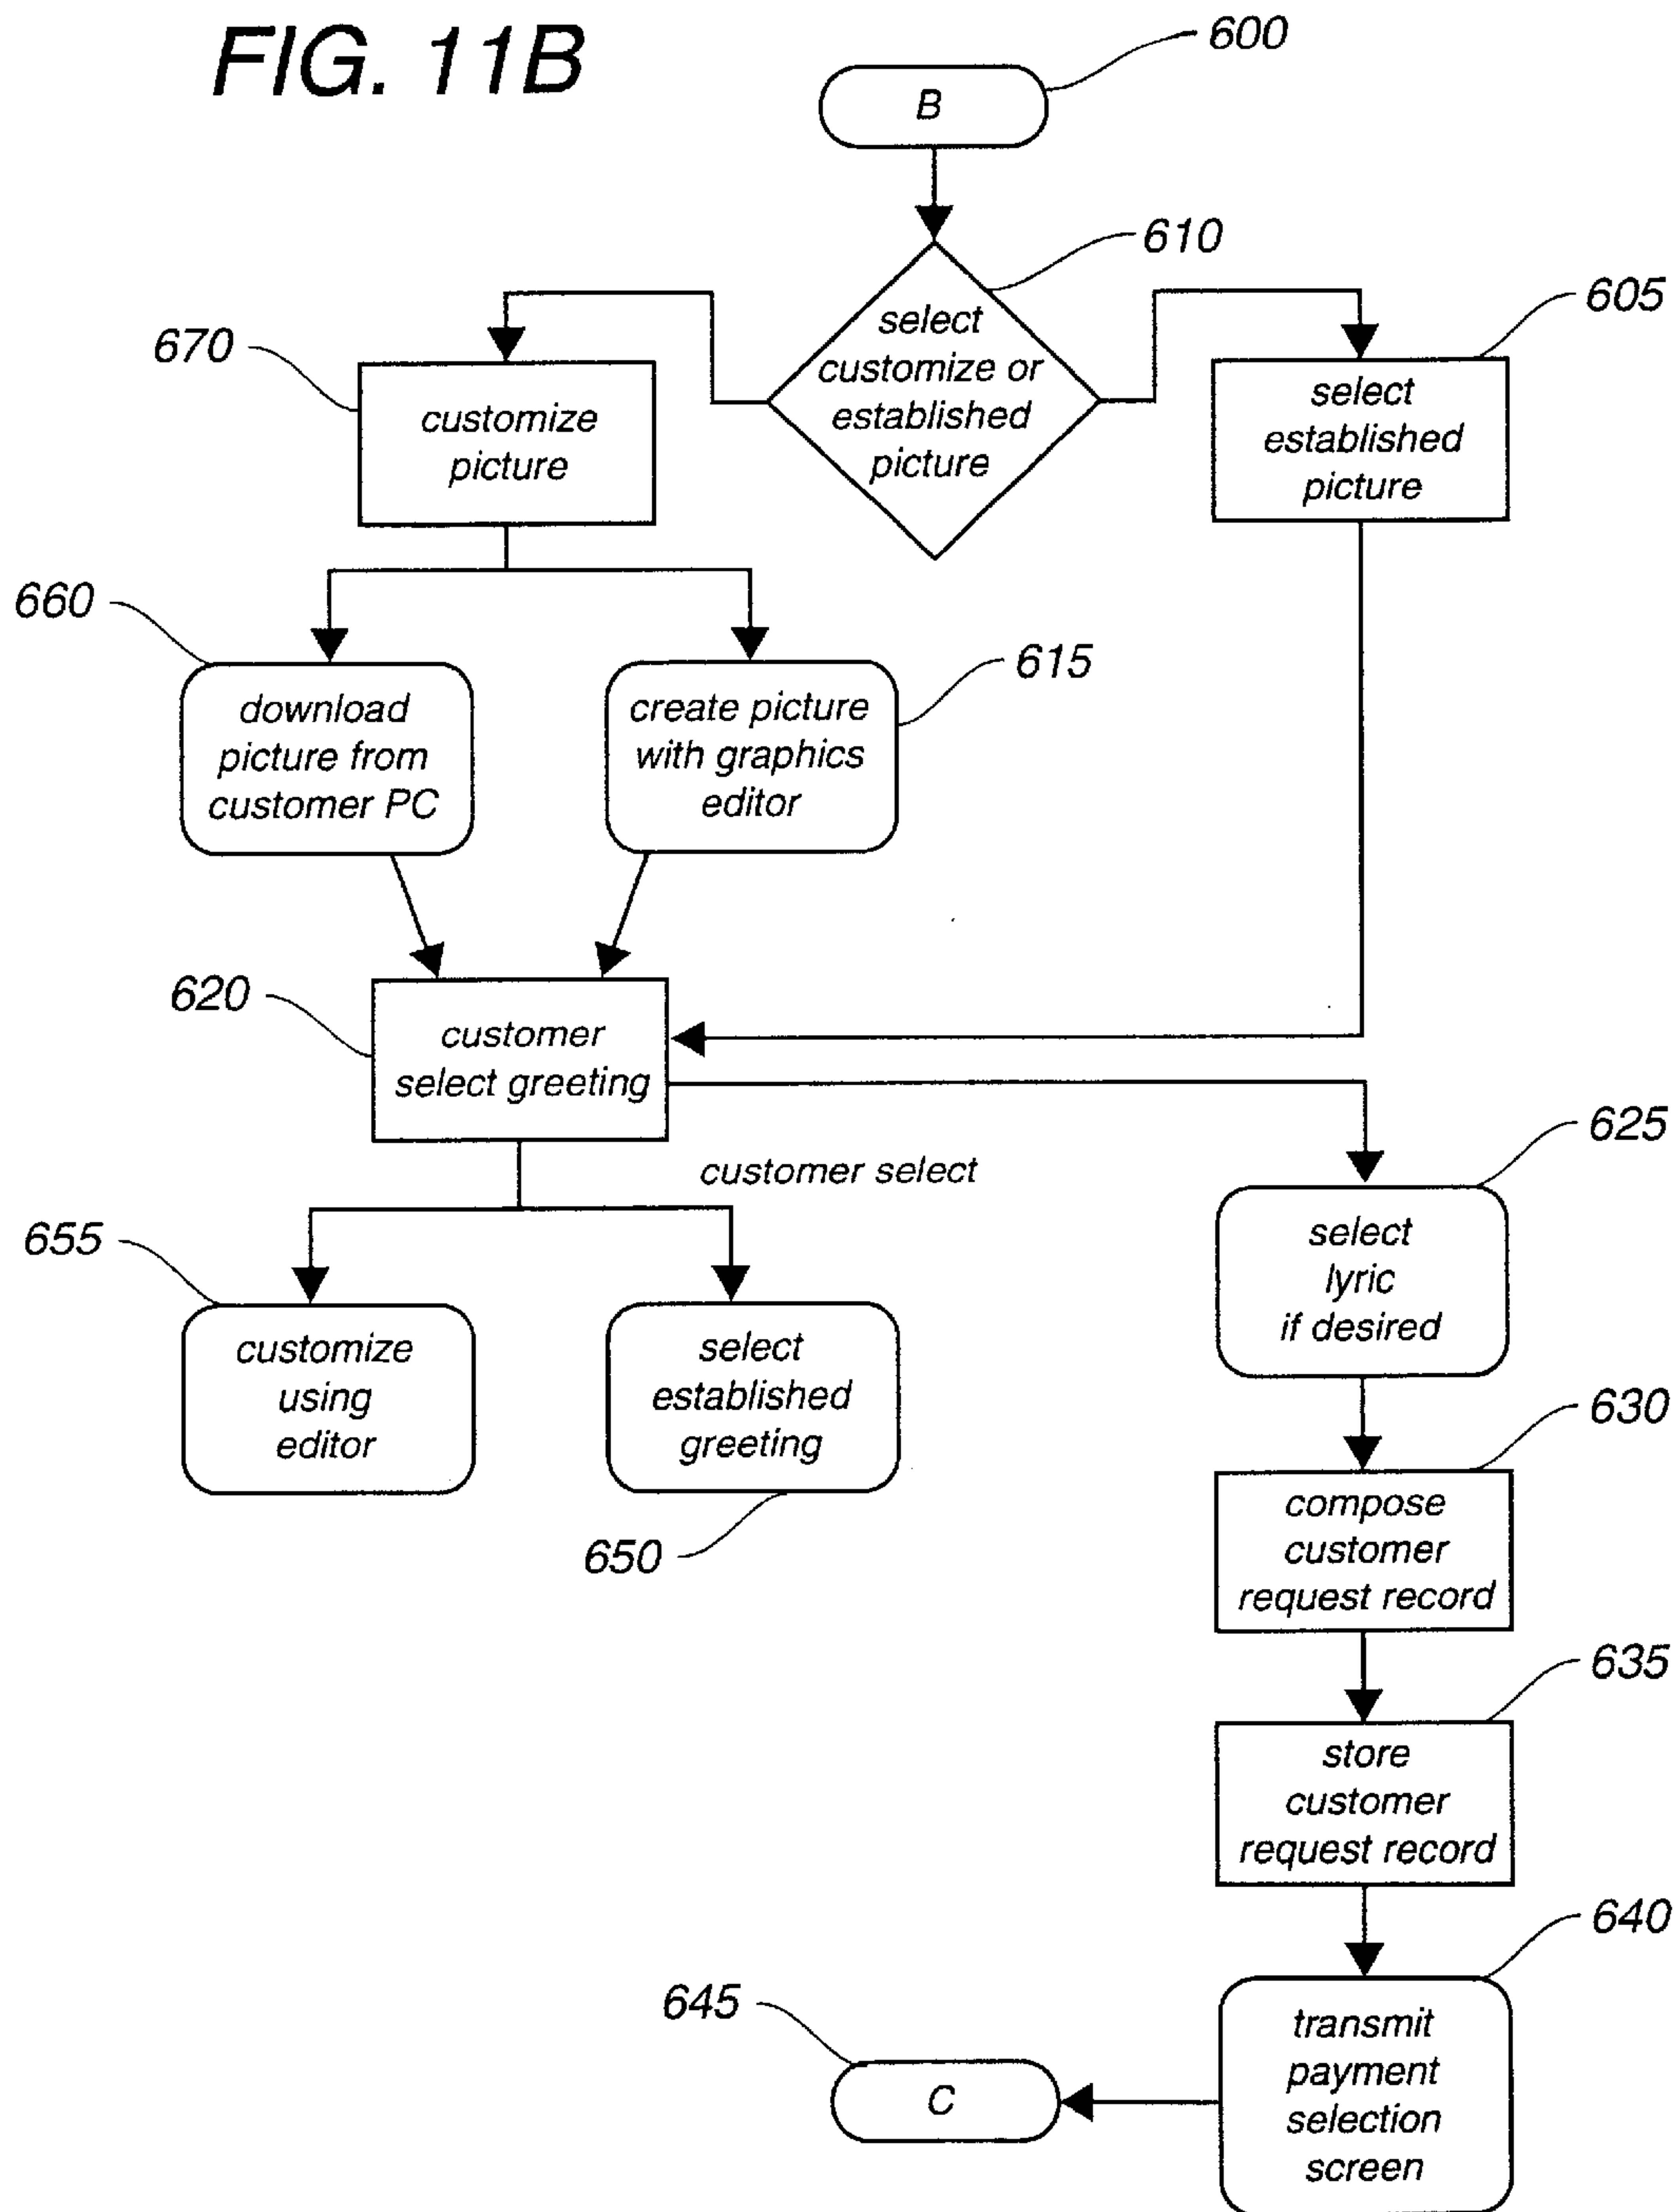 FIG. 11B
600
B
610
select
customize or
established
picture
605
select
established
picture
670
customize
picture
660
download
picture from
customer PC
615
create picture
with graphics
editor
620
customer
select greeting
customer select
625
select
lyric
if desired
655
customize
using
editor
select
established
greeting
650
630
compose
customer
request record
635
store
customer
request record
640
transmit
payment
selection
screen
645
C